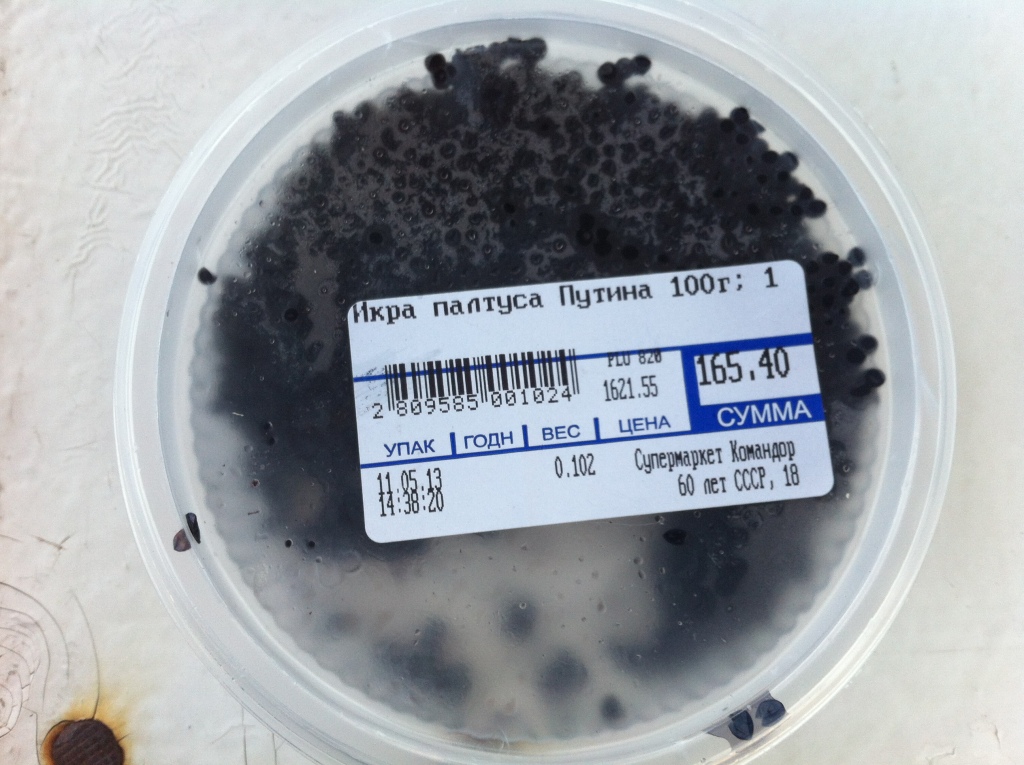 Икра палтуса Путина 100г; 1
PLU 820
165.40
1621.55
2 809585 001024
УПАК ГОДН ВЕС ЦЕНА СУММА
11.05.13
14:38:20
0.102
Супермаркет Командор
60 лет СССР, 18